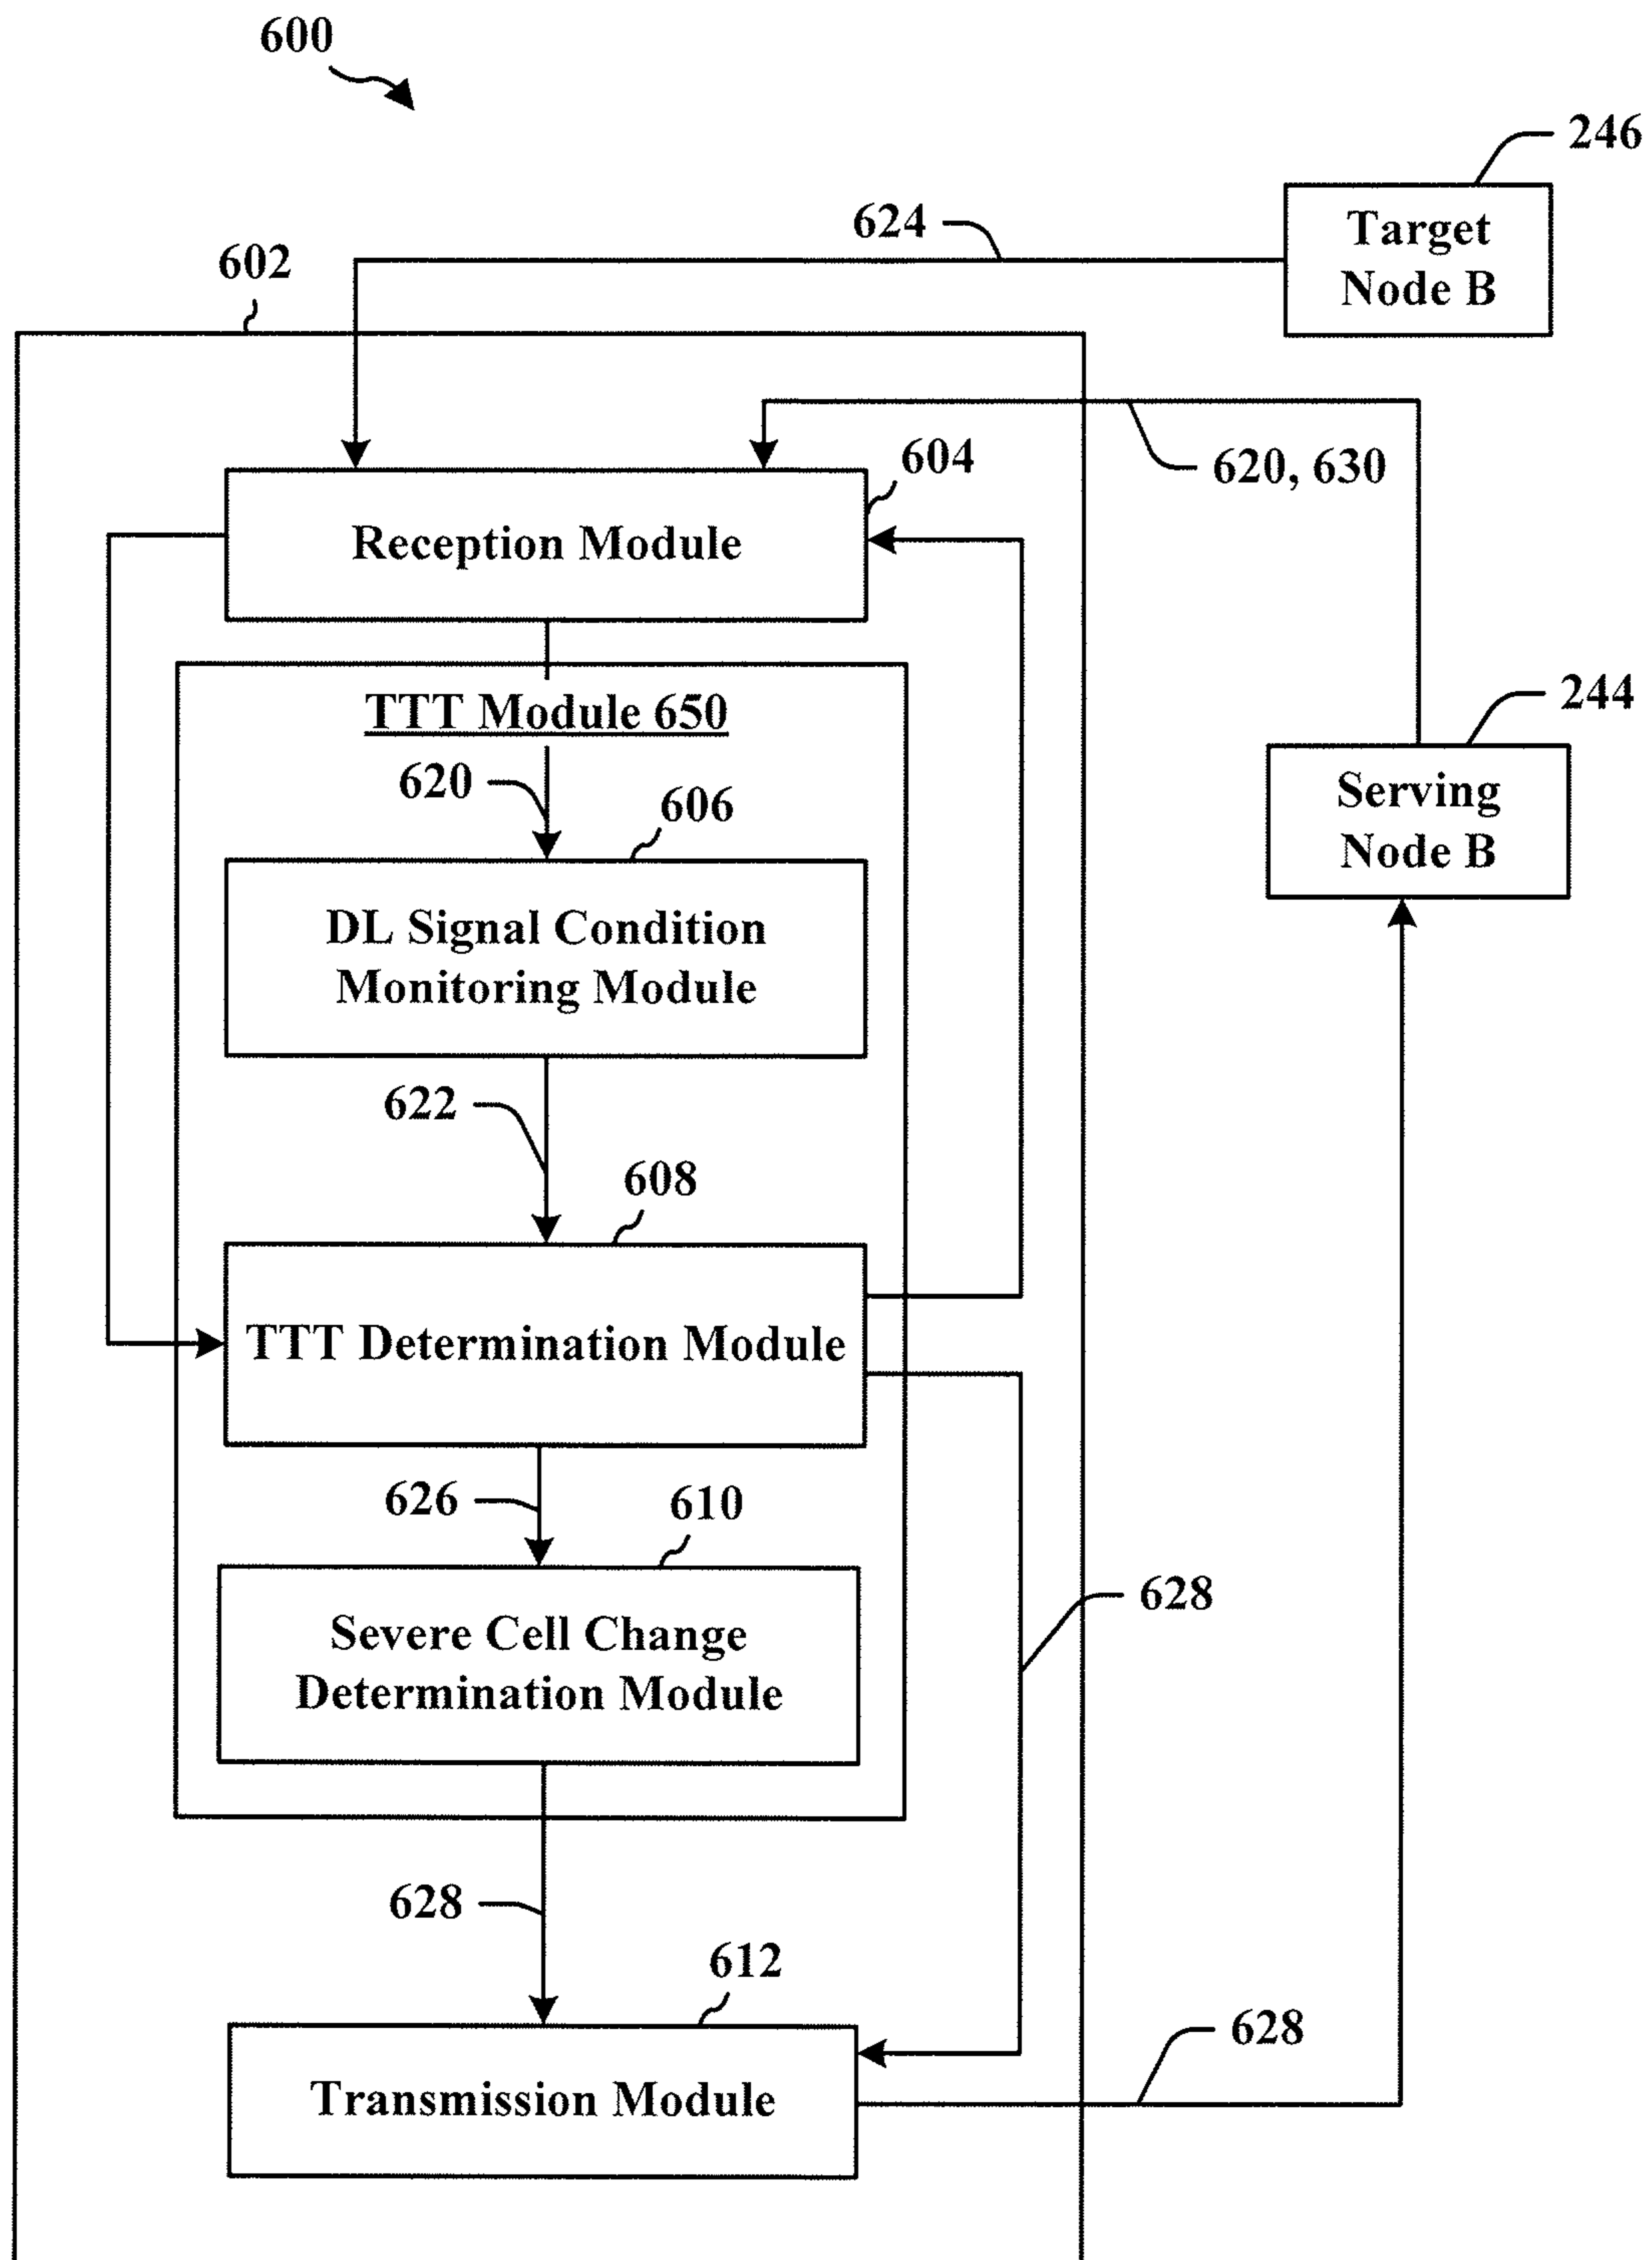 600
246
Target
Node B
624
602
604
620, 630
Reception Module
244
Serving
Node B
TTT Module 650
620
606
DL Signal Condition
Monitoring Module
622
608
TTT Determination Module
626
610
628
Severe Cell Change
Determination Module
628
612
628
Transmission Module